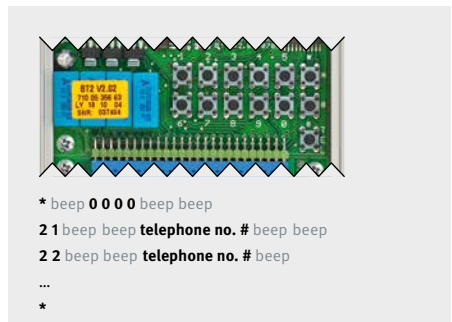 BT2 V2.02
710 05 356 63
LY 18 10 04
SNR: 037484
* beep 0 0 0 0 beep beep
2 1 beep beep telephone no. # beep beep
2 2 beep beep telephone no. # beep
...
*